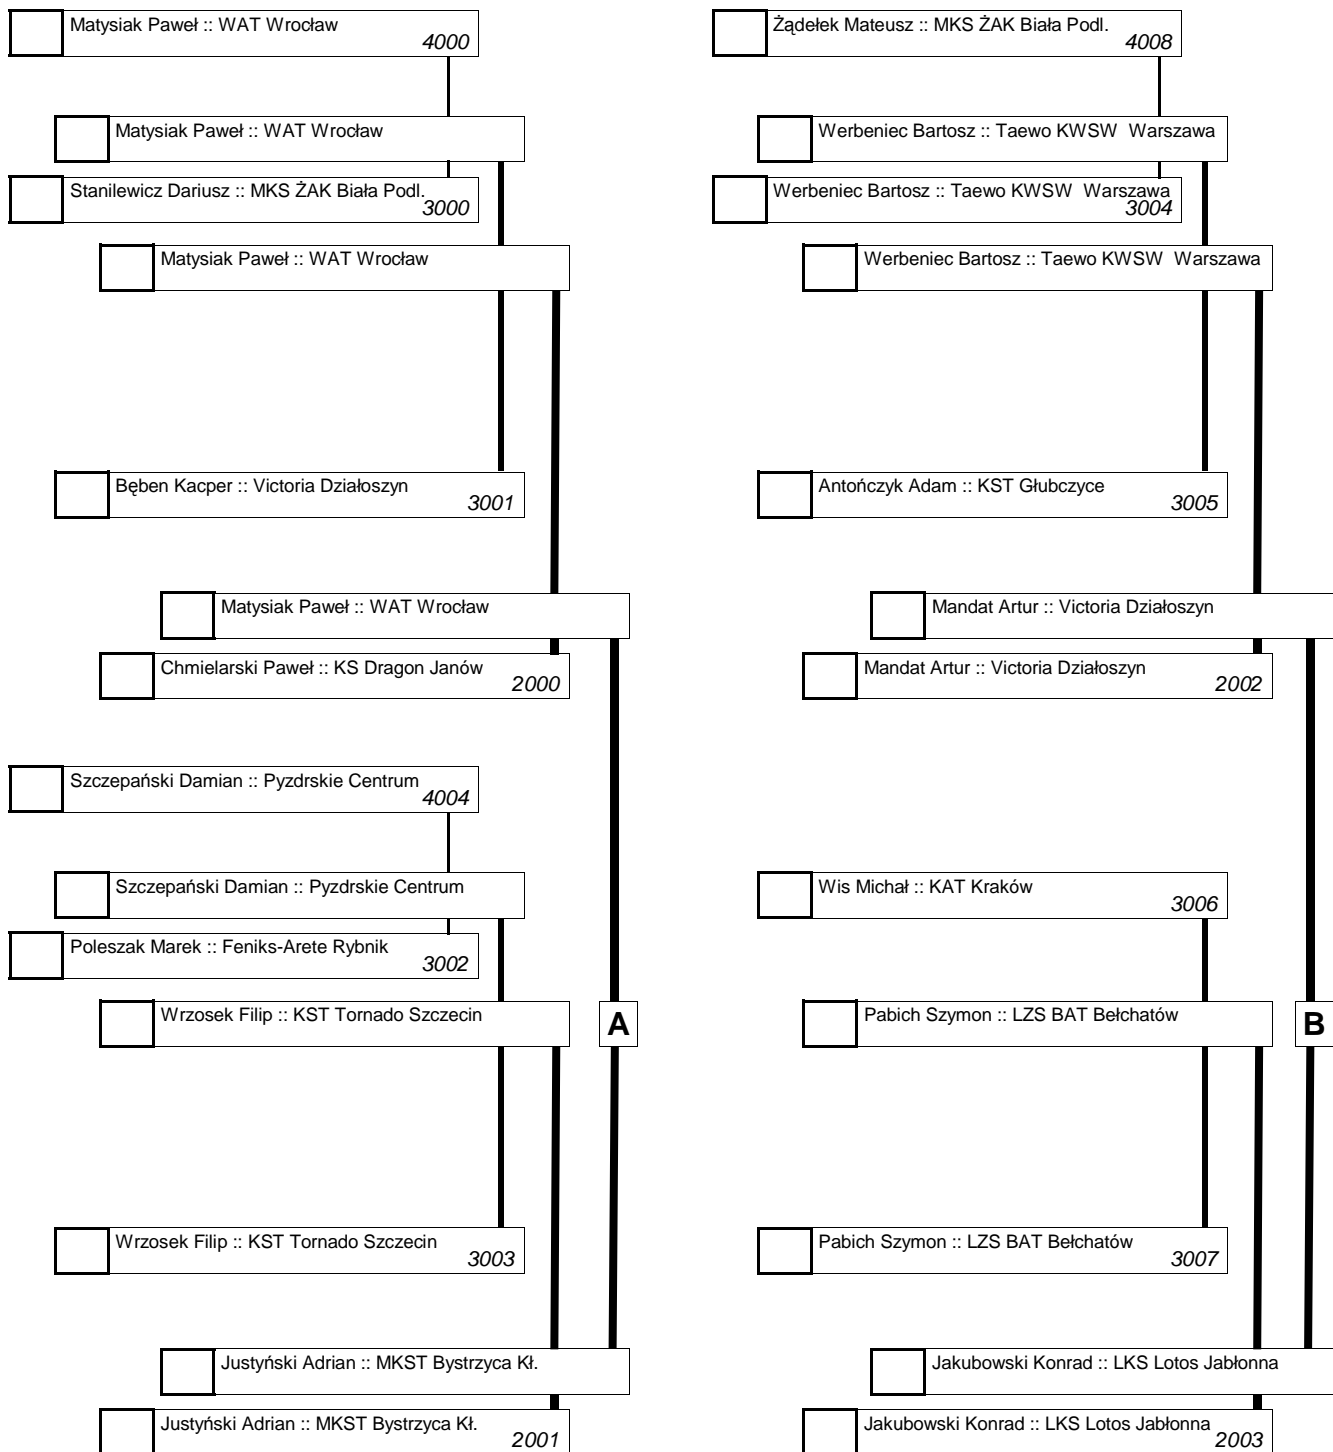 Matysiak Paweł :: WAT Wrocław
4000
Matysiak Paweł :: WAT Wrocław
Stanilewicz Dariusz :: MKS ŻAK Biała Podl.
3000
Matysiak Paweł :: WAT Wrocław
Bęben Kacper :: Victoria Działoszyn
3001
Matysiak Paweł :: WAT Wrocław
Chmielarski Paweł :: KS Dragon Janów
2000
Szczepański Damian :: Pyzdrskie Centrum
4004
Szczepański Damian :: Pyzdrskie Centrum
Poleszak Marek :: Feniks-Arete Rybnik
3002
Wrzosek Filip :: KST Tornado Szczecin
A
Wrzosek Filip :: KST Tornado Szczecin
3003
Justyński Adrian :: MKST Bystrzyca Kł.
Justyński Adrian :: MKST Bystrzyca Kł.
2001
Żądełek Mateusz :: MKS ŻAK Biała Podl.
4008
Werbeniec Bartosz :: Taewo KWSW Warszawa
Werbeniec Bartosz :: Taewo KWSW Warszawa
3004
Werbeniec Bartosz :: Taewo KWSW Warszawa
Antończyk Adam :: KST Głubczyce
3005
Mandat Artur :: Victoria Działoszyn
Mandat Artur :: Victoria Działoszyn
2002
Wis Michał :: KAT Kraków
3006
Pabich Szymon :: LZS BAT Bełchatów
B
Pabich Szymon :: LZS BAT Bełchatów
3007
Jakubowski Konrad :: LKS Lotos Jabłonna
Jakubowski Konrad :: LKS Lotos Jabłonna
2003